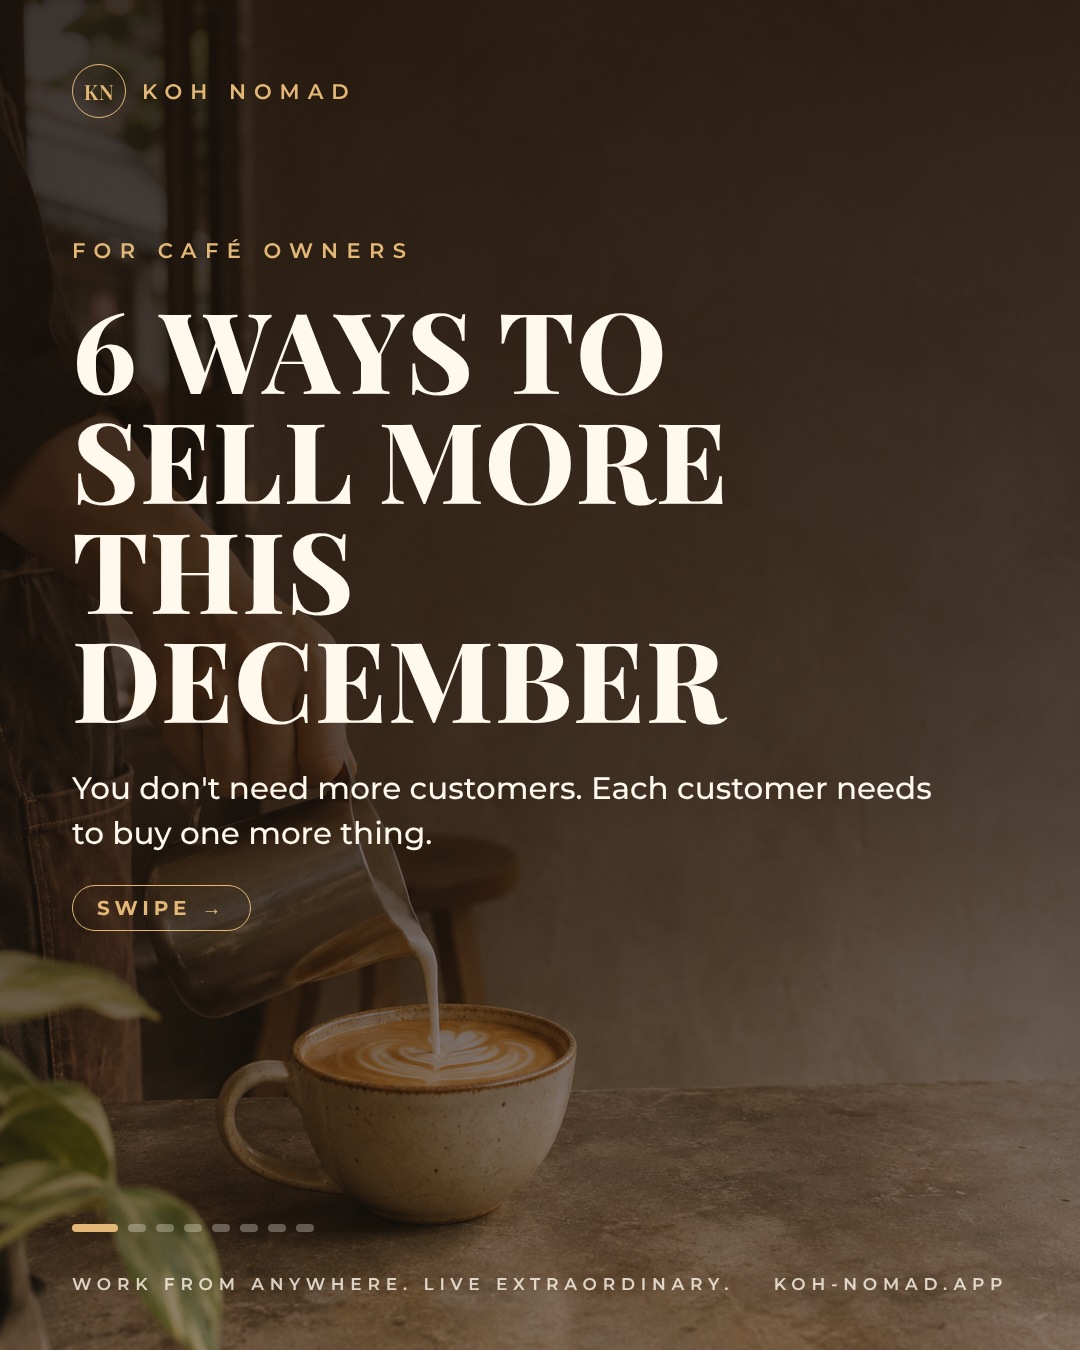 KN KOH NOMAD
FOR CAFÉ OWNERS
6 WAYS TO
SELL MORE
THIS
DECEMBER
You don't need more customers. Each customer needs
to buy one more thing.
SWIPE →
WORK FROM ANYWHERE. LIVE EXTRAORDINARY. KOH-NOMAD.APP